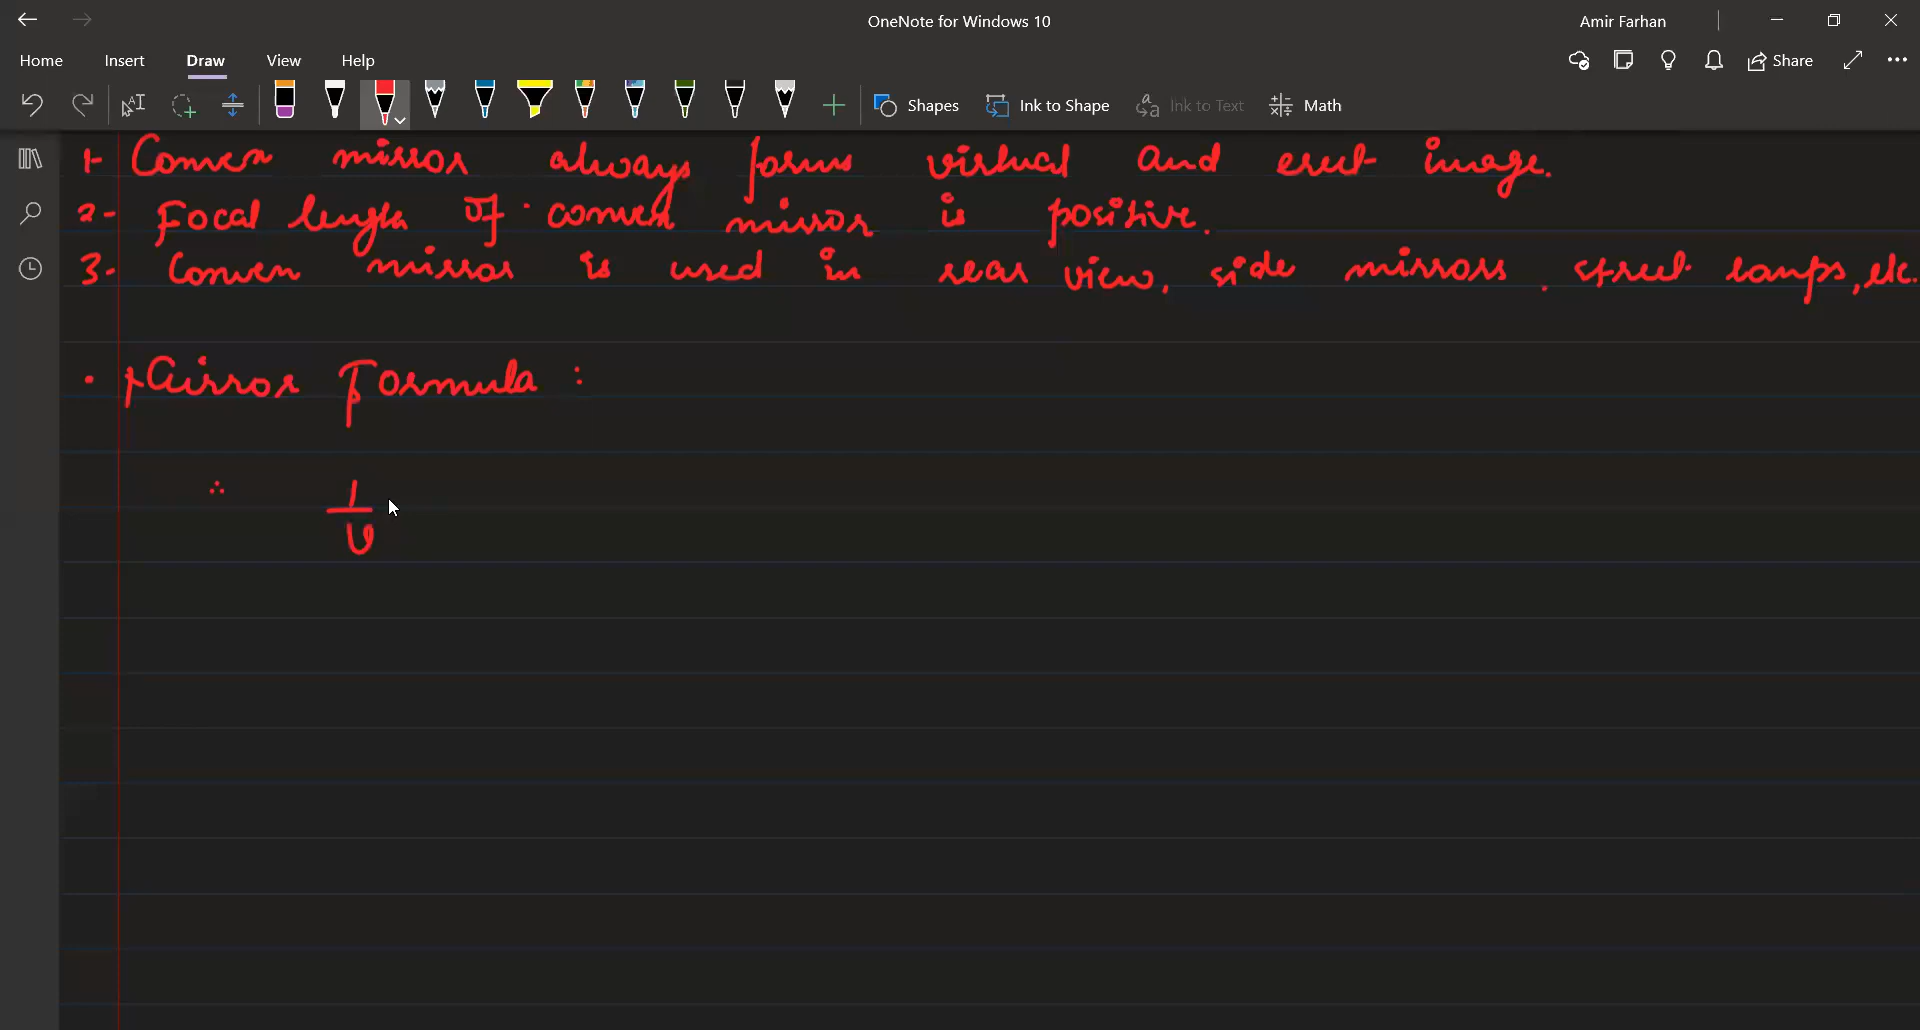 OneNote for Windows 10
Amir Farhan
Home Insert Draw View Help
Share
Shapes Ink to Shape Ink to Text Math
1- Convex mirror always forms virtual and erect image.
2- Focal length of convex mirror is positive.
3- Convex mirror is used in rear view, side mirrors, street lamps, etc.
• Mirror Formula :
∴ 1/v